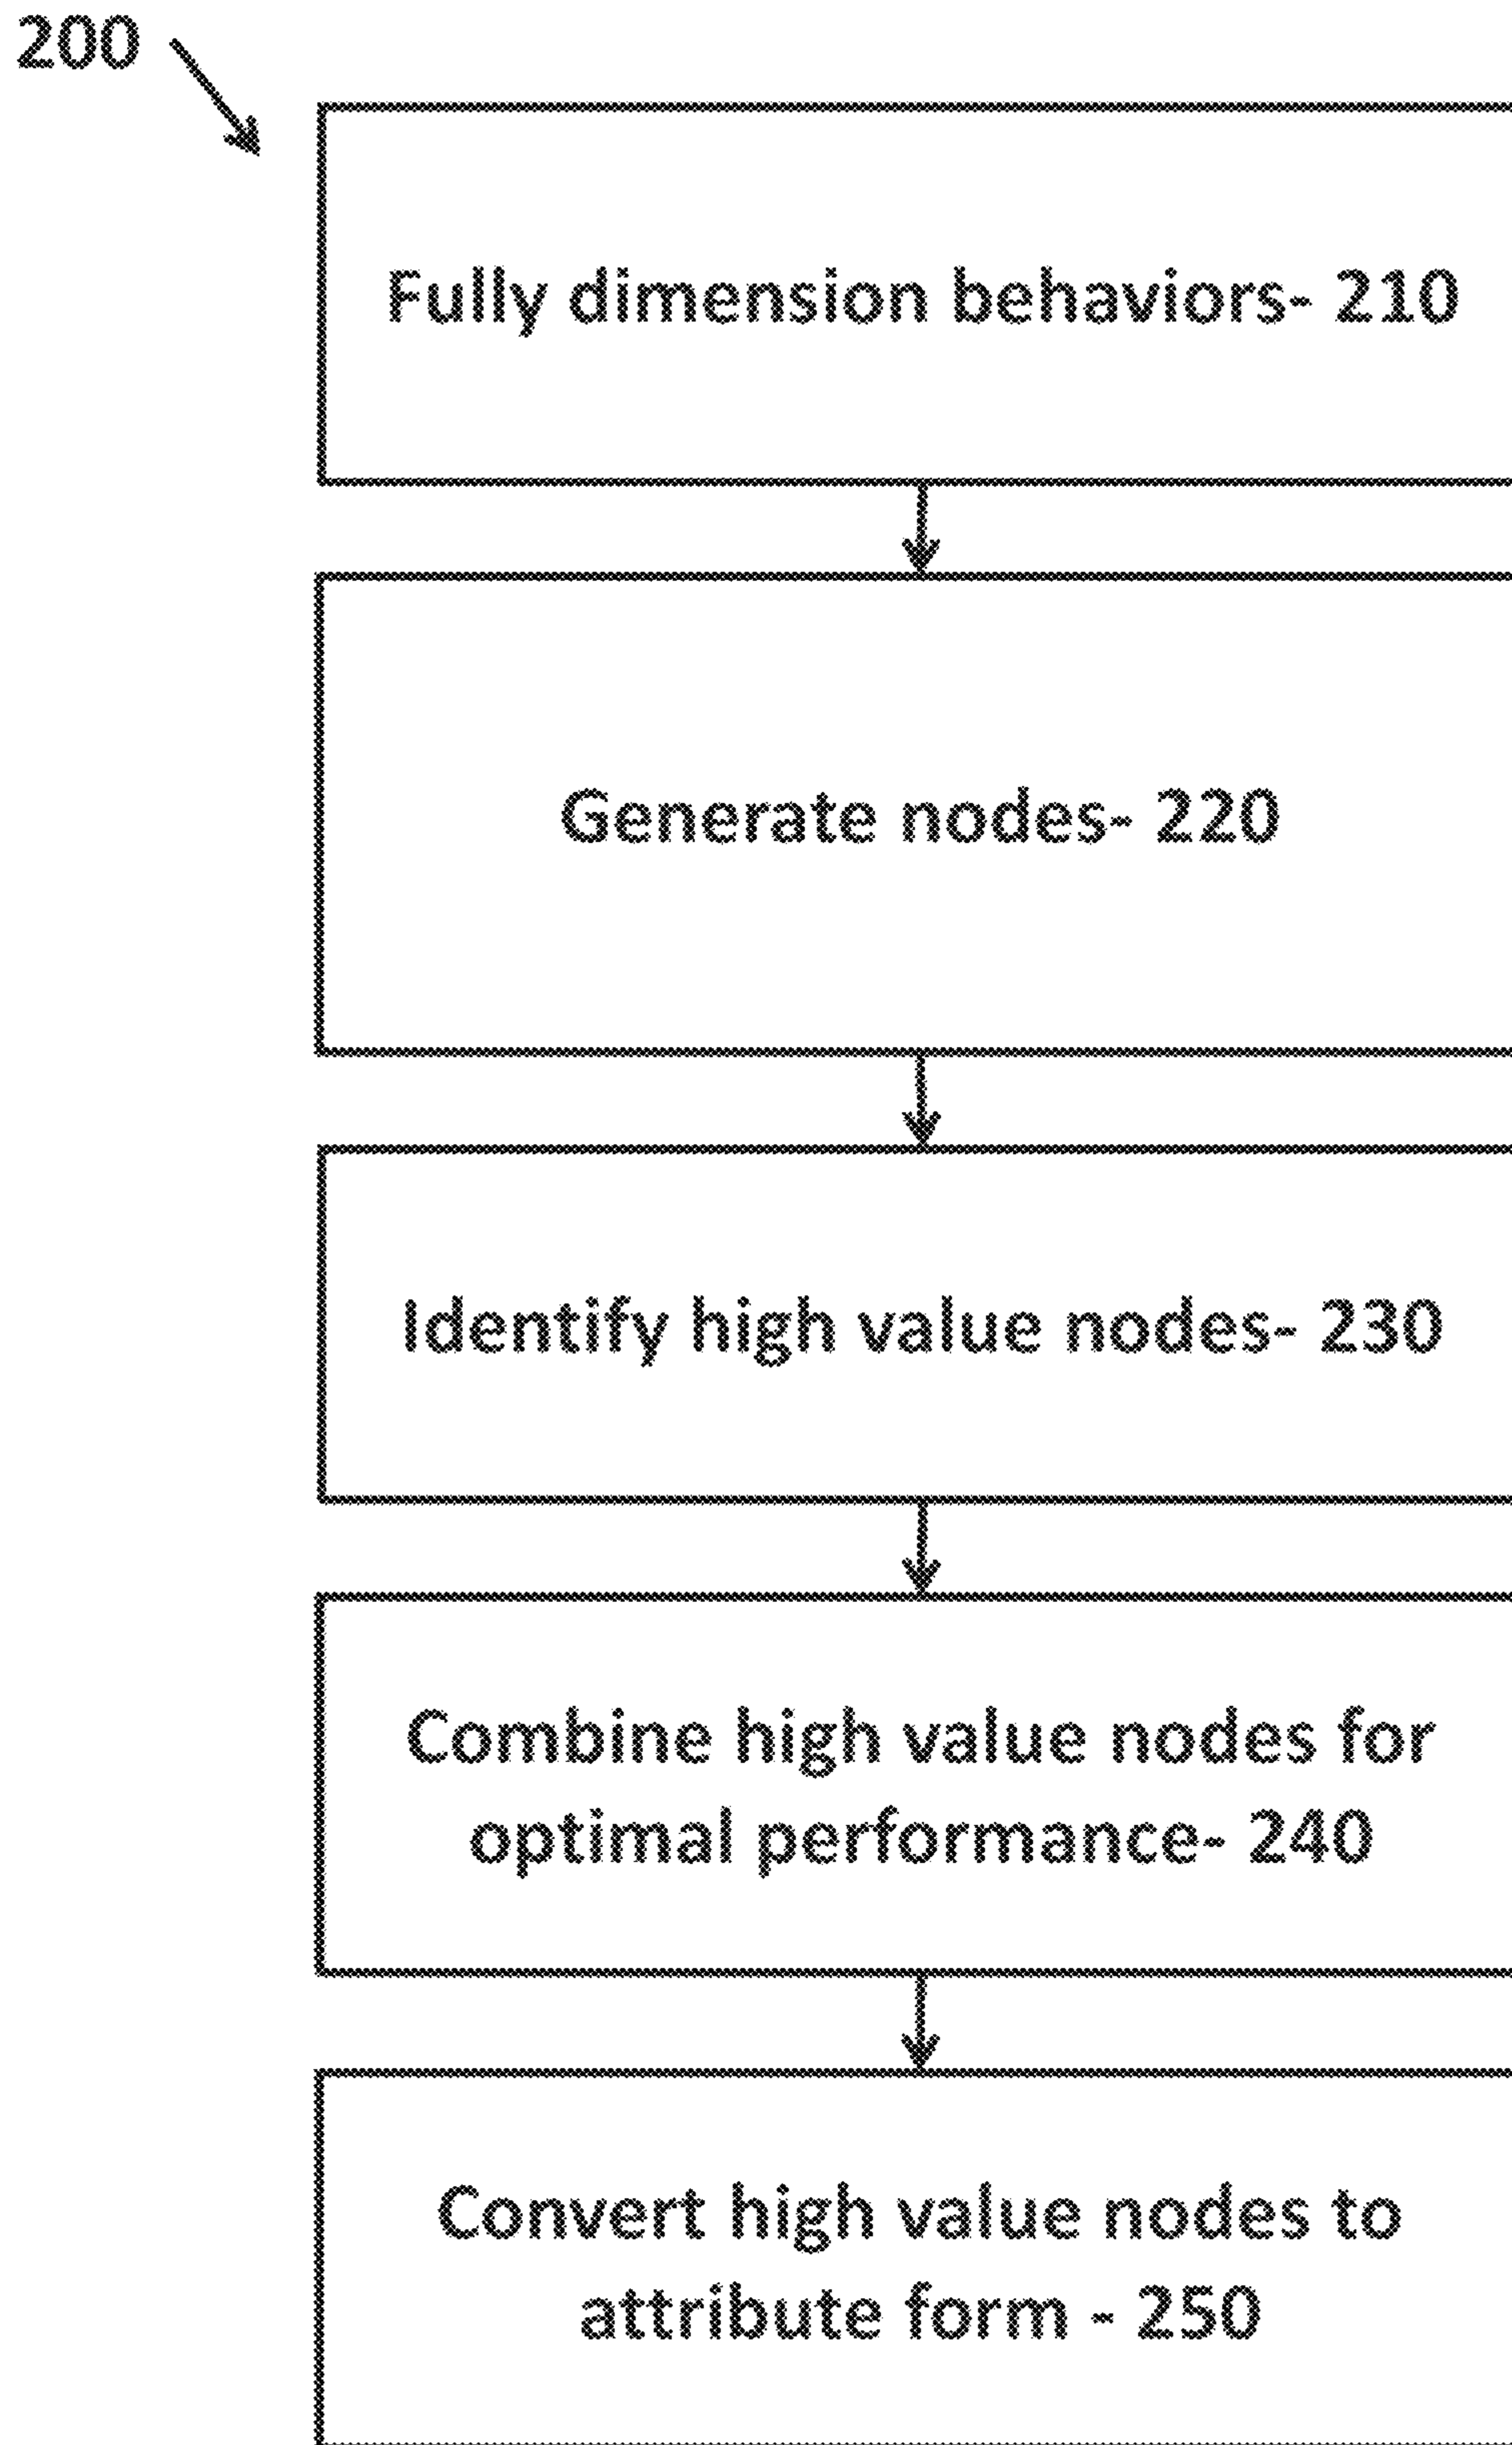 200
Fully dimension behaviors- 210
Generate nodes- 220
Identify high value nodes- 230
Combine high value nodes for
optimal performance- 240
Convert high value nodes to
attribute form - 250